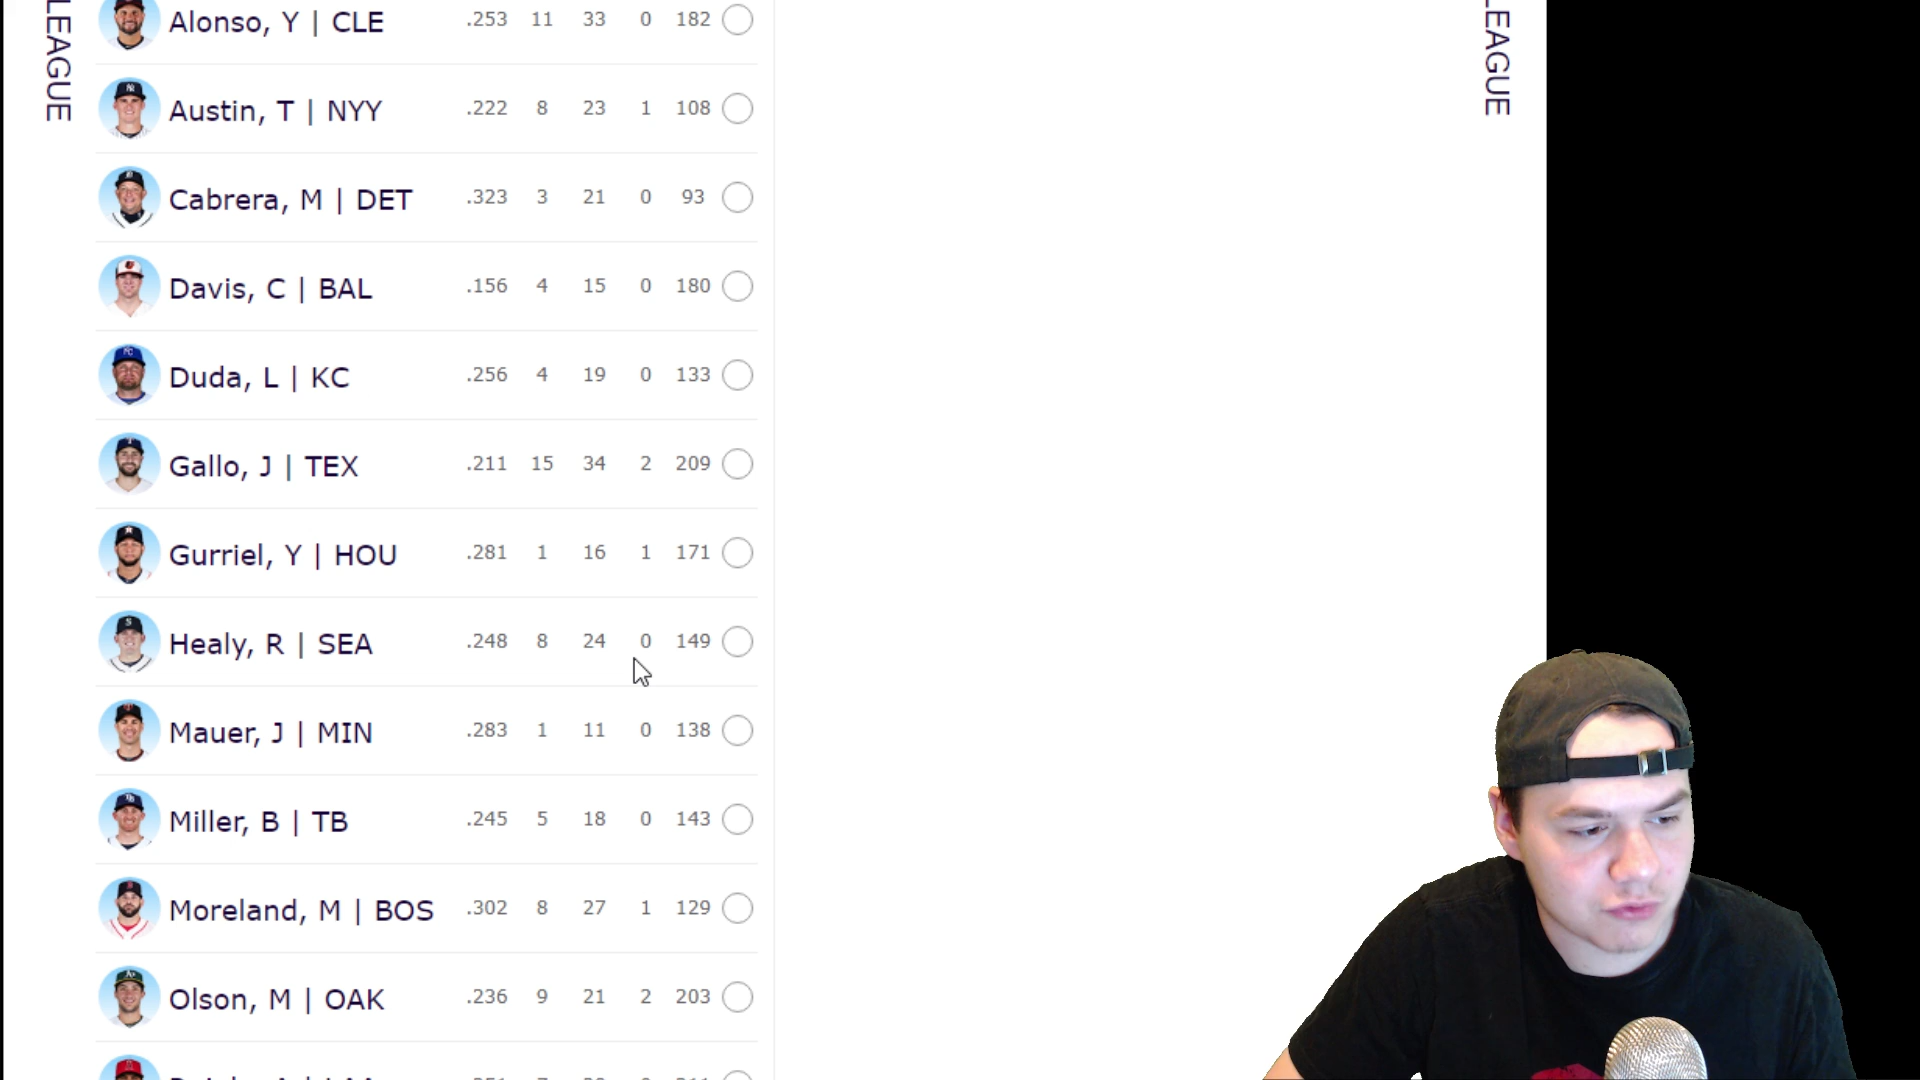 LEAGUE
LEAGUE
Alonso, Y | CLE .253 11 33 0 182
Austin, T | NYY .222 8 23 1 108
Cabrera, M | DET .323 3 21 0 93
Davis, C | BAL .156 4 15 0 180
Duda, L | KC .256 4 19 0 133
Gallo, J | TEX .211 15 34 2 209
Gurriel, Y | HOU .281 1 16 1 171
Healy, R | SEA .248 8 24 0 149
Mauer, J | MIN .283 1 11 0 138
Miller, B | TB .245 5 18 0 143
Moreland, M | BOS .302 8 27 1 129
Olson, M | OAK .236 9 21 2 203